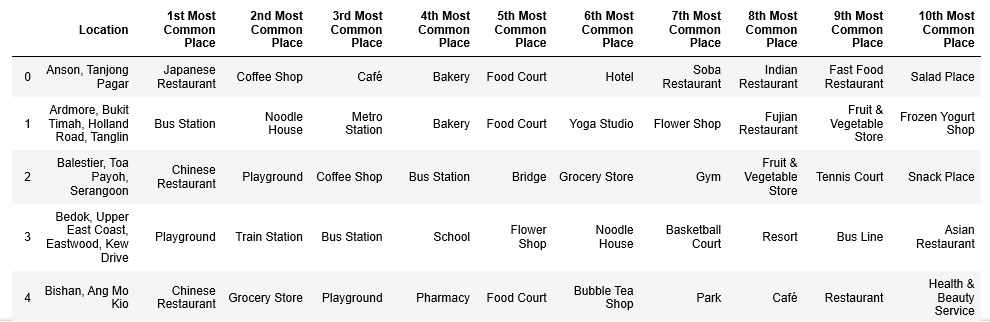 Location 1st Most Common Place 2nd Most Common Place 3rd Most Common Place 4th Most Common Place 5th Most Common Place 6th Most Common Place 7th Most Common Place 8th Most Common Place 9th Most Common Place 10th Most Common Place
0 Anson, Tanjong Pagar Japanese Restaurant Coffee Shop Café Bakery Food Court Hotel Soba Restaurant Indian Restaurant Fast Food Restaurant Salad Place
1 Ardmore, Bukit Timah, Holland Road, Tanglin Bus Station Noodle House Metro Station Bakery Food Court Yoga Studio Flower Shop Fujian Restaurant Fruit & Vegetable Store Frozen Yogurt Shop
2 Balestier, Toa Payoh, Serangoon Chinese Restaurant Playground Coffee Shop Bus Station Bridge Grocery Store Gym Fruit & Vegetable Store Tennis Court Snack Place
3 Bedok, Upper East Coast, Eastwood, Kew Drive Playground Train Station Bus Station School Flower Shop Noodle House Basketball Court Resort Bus Line Asian Restaurant
4 Bishan, Ang Mo Kio Chinese Restaurant Grocery Store Playground Pharmacy Food Court Bubble Tea Shop Park Café Restaurant Health & Beauty Service